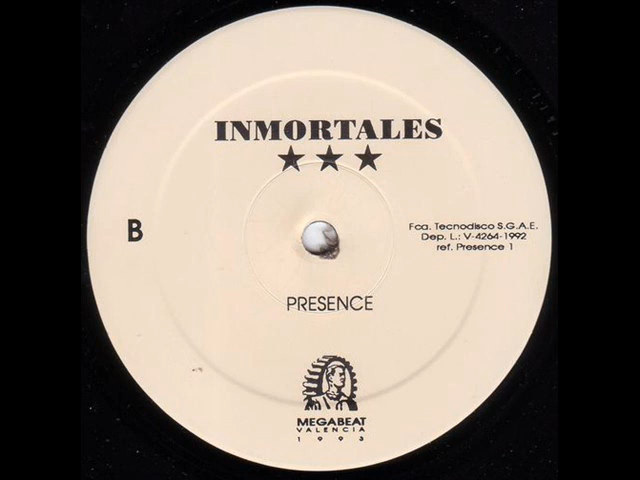 INMORTALES
★ ★ ★
B
Fca. Tecnodisco S.G.A.E.
Dep. L.: V-4264-1992
ref. Presence 1
PRESENCE
MEGABEAT
VALENCIA
1993